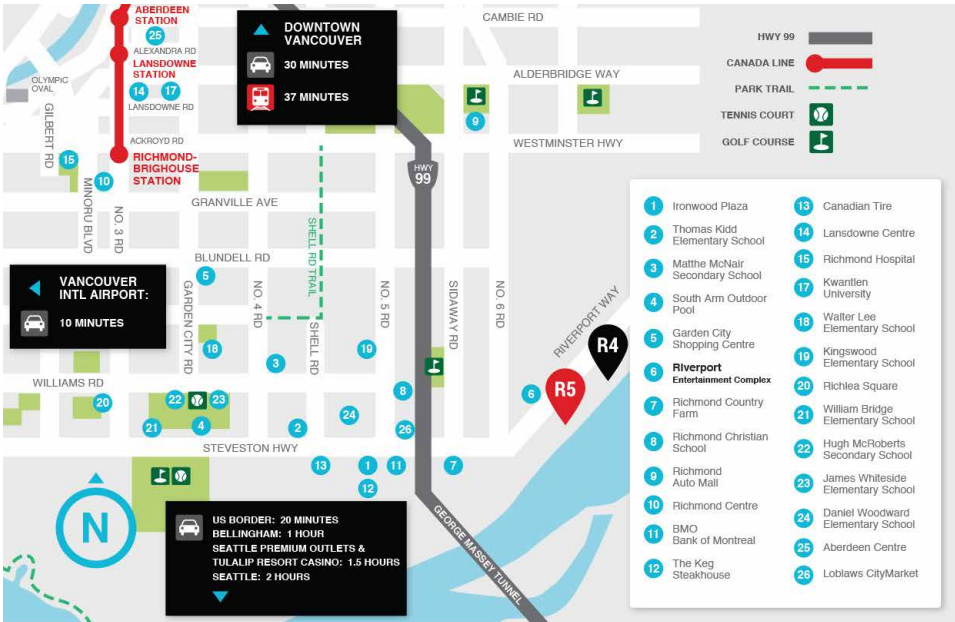 ABERDEEN
STATION
25
ALEXANDRA RD
LANSDOWNE
STATION
14
17
LANSDOWNE RD
OLYMPIC
OVAL
GILBERT RD
ACKROYD RD
RICHMOND-
BRIGHOUSE
STATION
15
10
MINORU BLVD
NO. 3 RD
DOWNTOWN
VANCOUVER
30 MINUTES
37 MINUTES
CAMBIE RD
ALDERBRIDGE WAY
9
WESTMINSTER HWY
HWY
99
GRANVILLE AVE
SHELL RD TRAIL
BLUNDELL RD
5
VANCOUVER
INTL AIRPORT:
10 MINUTES
GARDEN CITY RD
NO. 4 RD
SHELL RD
NO. 5 RD
SIDAWAY RD
NO. 6 RD
RIVERPORT WAY
18
3
19
R4
R5
6
WILLIAMS RD
20
22
23
21
4
2
24
8
26
STEVESTON HWY
13
1
11
7
12
N
US BORDER: 20 MINUTES
BELLINGHAM: 1 HOUR
SEATTLE PREMIUM OUTLETS &
TULALIP RESORT CASINO: 1.5 HOURS
SEATTLE: 2 HOURS
GEORGE MASSEY TUNNEL
HWY 99
CANADA LINE
PARK TRAIL
TENNIS COURT
GOLF COURSE
1 Ironwood Plaza
2 Thomas Kidd
Elementary School
3 Matthe McNair
Secondary School
4 South Arm Outdoor
Pool
5 Garden City
Shopping Centre
6 Riverport
Entertainment Complex
7 Richmond Country
Farm
8 Richmond Christian
School
9 Richmond
Auto Mall
10 Richmond Centre
11 BMO
Bank of Montreal
12 The Keg
Steakhouse
13 Canadian Tire
14 Lansdowne Centre
15 Richmond Hospital
17 Kwantlen
University
18 Walter Lee
Elementary School
19 Kingswood
Elementary School
20 Richlea Square
21 William Bridge
Elementary School
22 Hugh McRoberts
Secondary School
23 James Whiteside
Elementary School
24 Daniel Woodward
Elementary School
25 Aberdeen Centre
26 Loblaws CityMarket